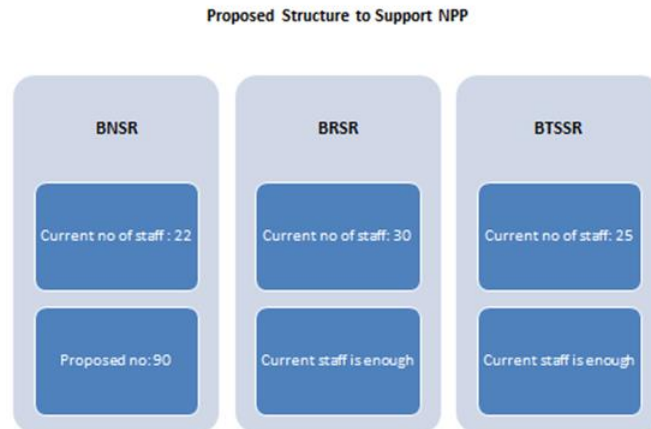 Proposed Structure to Support NPP
BNSR
BRSR
BTSSR
Current no of staff : 22
Current no of staff: 30
Current no of staff: 25
Proposed no: 90
Current staff is enough
Current staff is enough